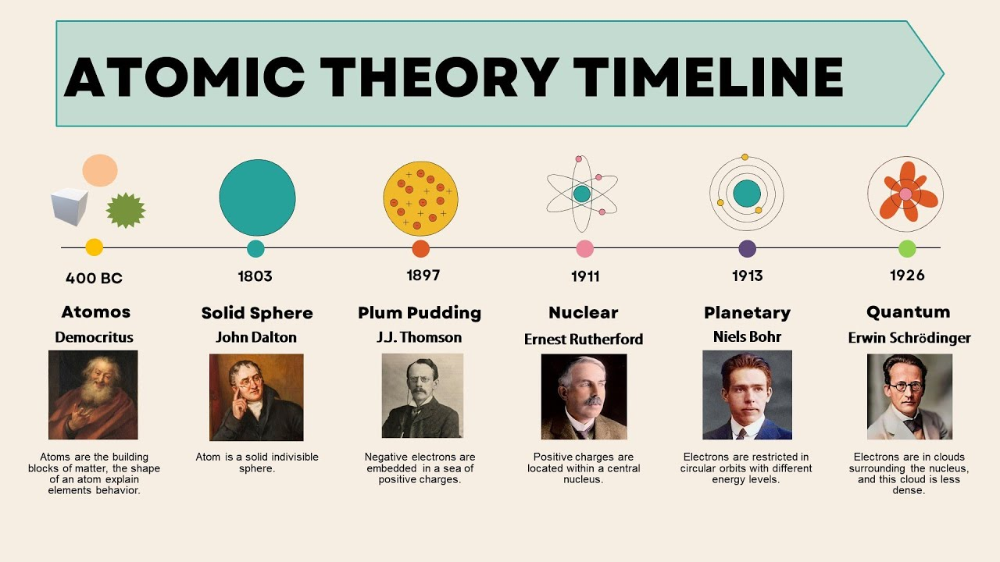 ATOMIC THEORY TIMELINE
400 BC
1803
1897
1911
1913
1926
Atomos
Solid Sphere
Plum Pudding
Nuclear
Planetary
Quantum
Democritus
John Dalton
J.J. Thomson
Ernest Rutherford
Niels Bohr
Erwin Schrödinger
Atoms are the building
blocks of matter, the shape
of an atom explain
elements behavior.
Atom is a solid indivisible
sphere.
Negative electrons are
embedded in a sea of
positive charges.
Positive charges are
located within a central
nucleus.
Electrons are restricted in
circular orbits with different
energy levels.
Electrons are in clouds
surrounding the nucleus,
and this cloud is less
dense.